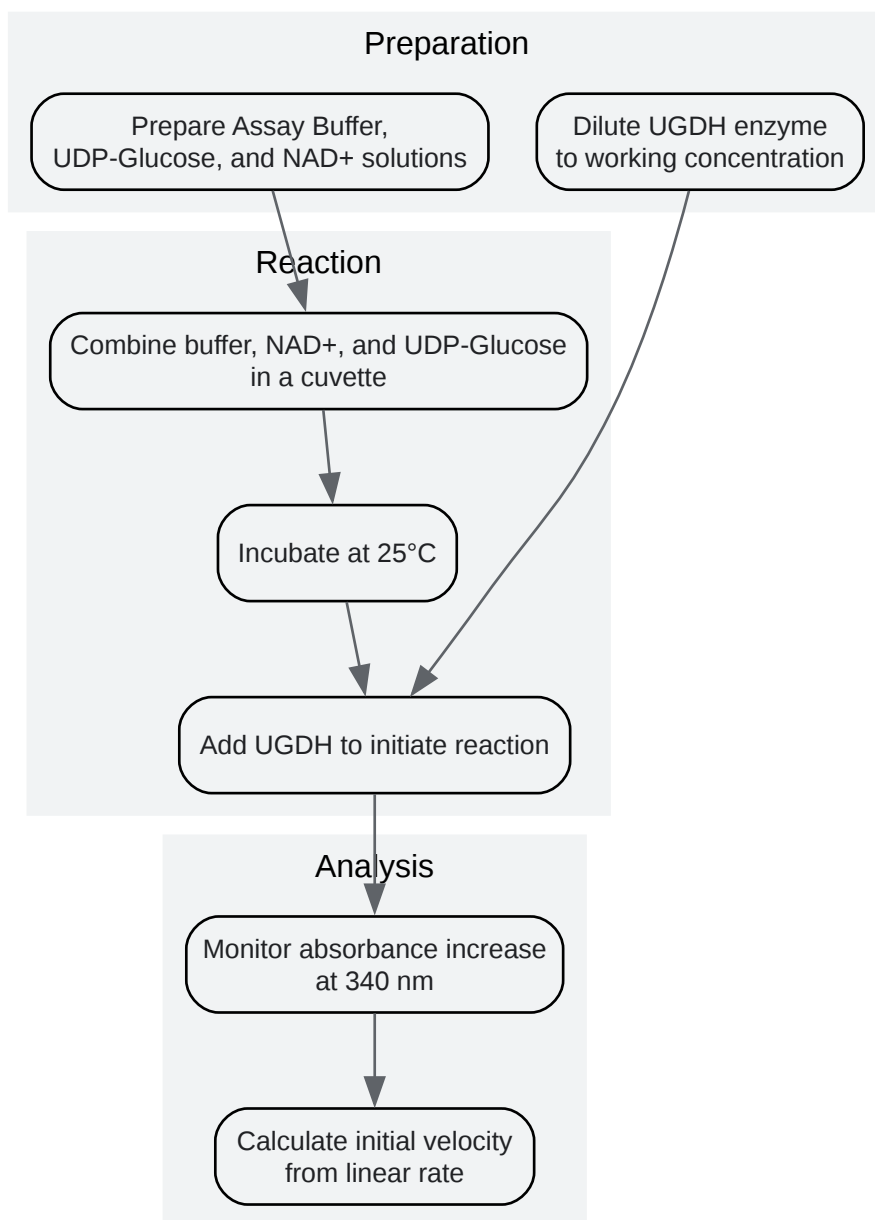 Preparation
Prepare Assay Buffer,
UDP-Glucose, and NAD+ solutions
Dilute UGDH enzyme
to working concentration
Reaction
Combine buffer, NAD+, and UDP-Glucose
in a cuvette
Incubate at 25°C
Add UGDH to initiate reaction
Analysis
Monitor absorbance increase
at 340 nm
Calculate initial velocity
from linear rate